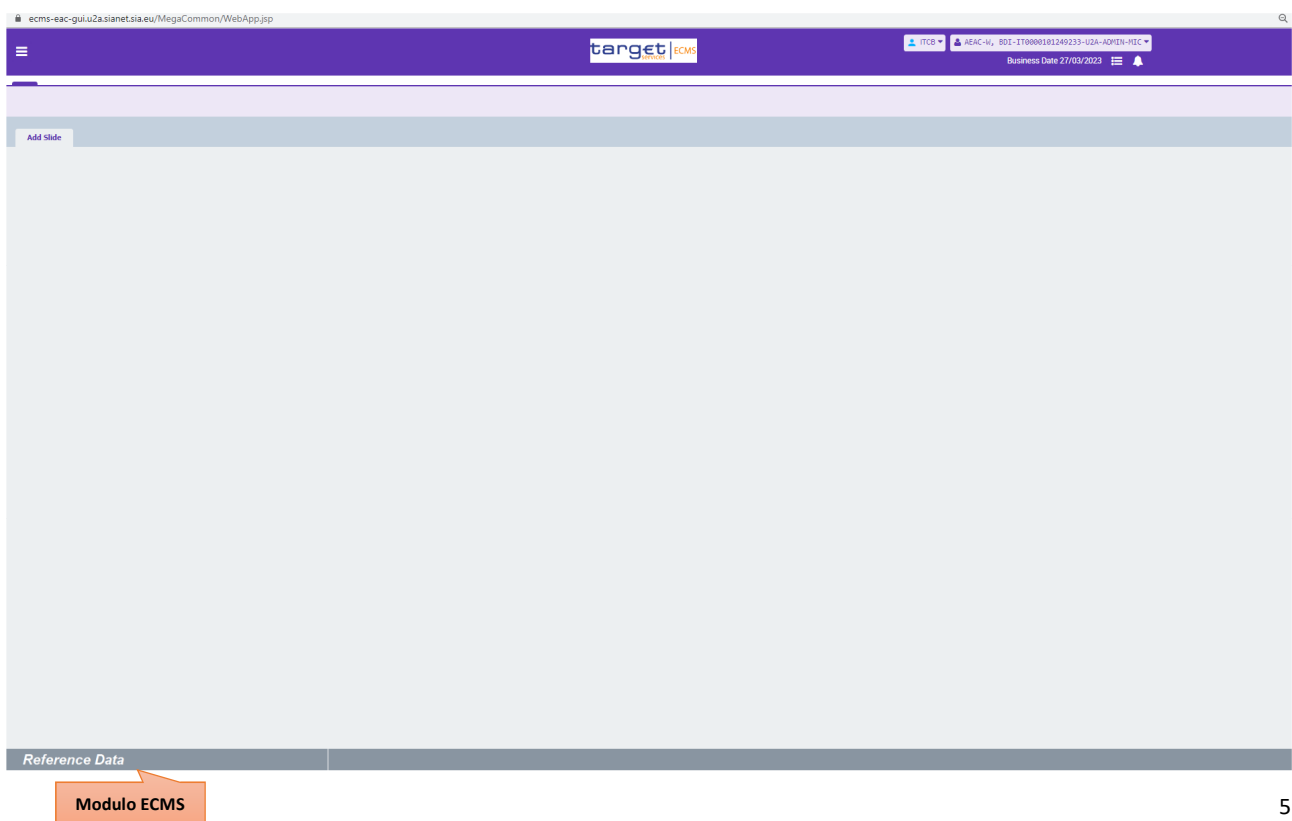 ecms-eac-gui.u2a.sianet.sia.eu/MegaCommon/WebApp.jsp
target services | ECMS
ITCB
AEAC-W, BDI-IT0000101249233-U2A-ADMIN-MIC
Business Date 27/03/2023
Add Slide
Reference Data
Modulo ECMS
5